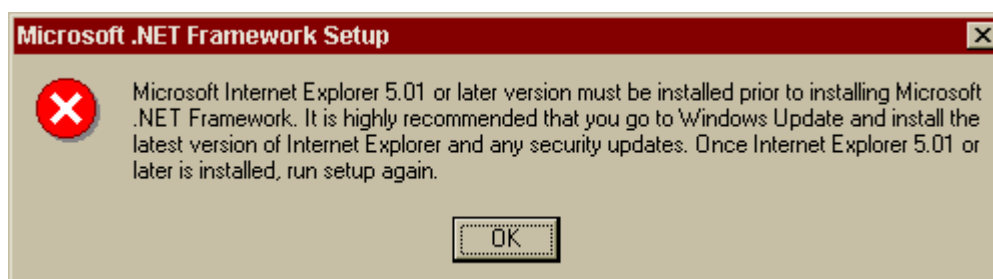 Microsoft .NET Framework Setup
Microsoft Internet Explorer 5.01 or later version must be installed prior to installing Microsoft
.NET Framework. It is highly recommended that you go to Windows Update and install the
latest version of Internet Explorer and any security updates. Once Internet Explorer 5.01 or
later is installed, run setup again.
OK